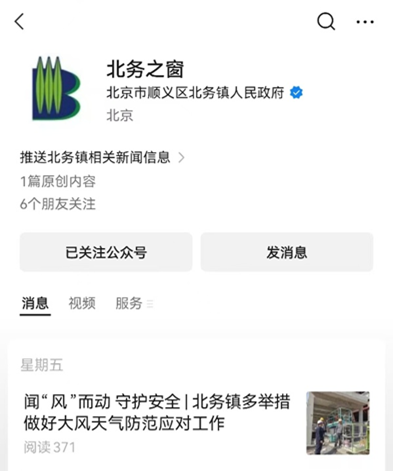 北务之窗
北京市顺义区北务镇人民政府
北京
推送北务镇相关新闻信息
1篇原创内容
6个朋友关注
已关注公众号 发消息
消息 视频 服务
星期五
闻“风”而动 守护安全|北务镇多举措
做好大风天气防范应对工作
阅读 371